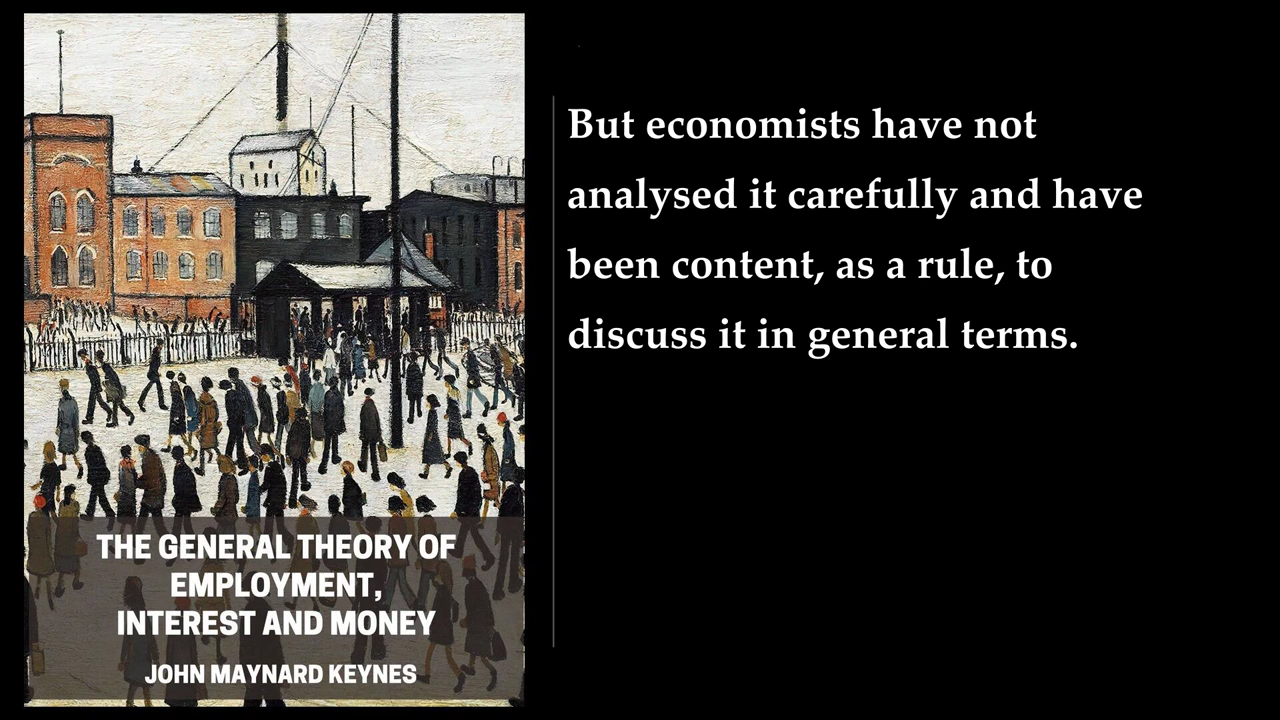 But economists have not
analysed it carefully and have
been content, as a rule, to
discuss it in general terms.
THE GENERAL THEORY OF
EMPLOYMENT,
INTEREST AND MONEY
JOHN MAYNARD KEYNES